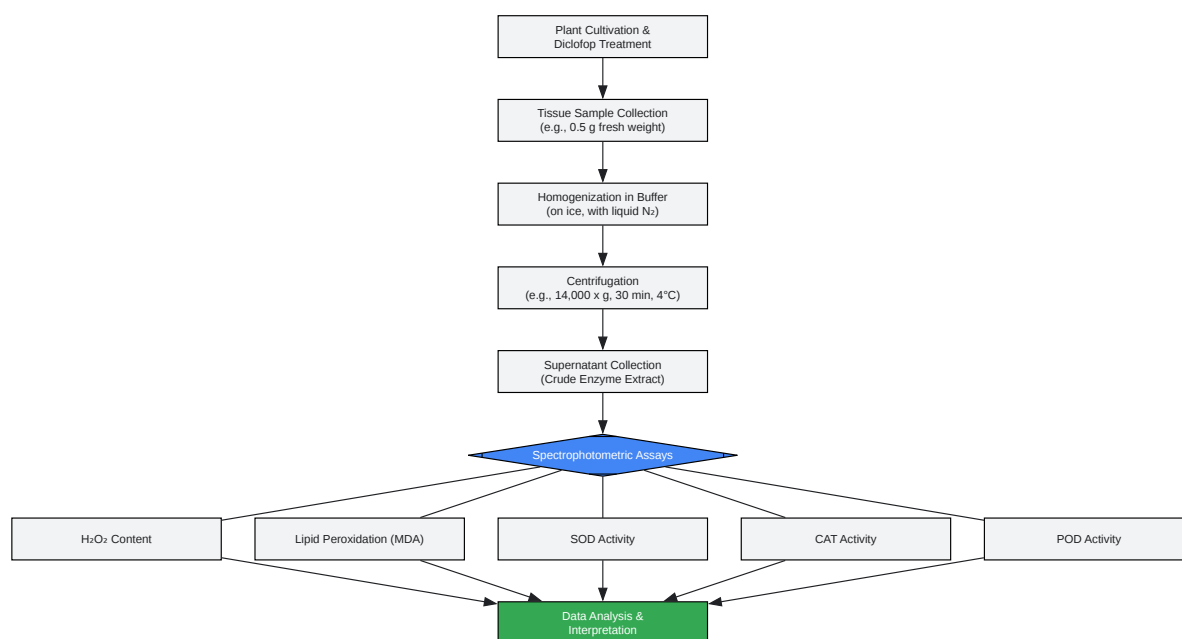 Plant Cultivation &
Diclofop Treatment
Tissue Sample Collection
(e.g., 0.5 g fresh weight)
Homogenization in Buffer
(on ice, with liquid N₂)
Centrifugation
(e.g., 14,000 x g, 30 min, 4°C)
Supernatant Collection
(Crude Enzyme Extract)
Spectrophotometric Assays
H₂O₂ Content
Lipid Peroxidation (MDA)
SOD Activity
CAT Activity
POD Activity
Data Analysis &
Interpretation